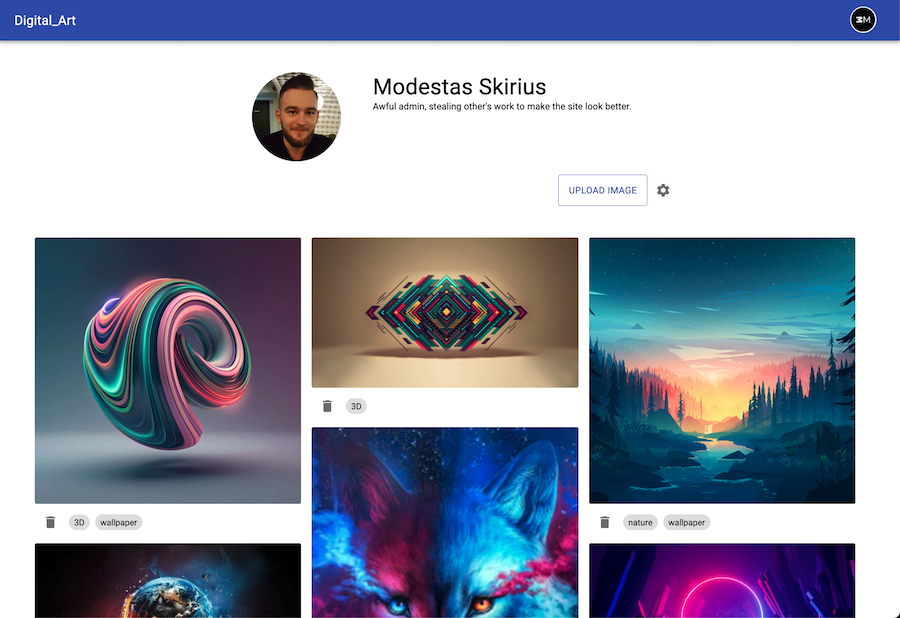 Digital_Art
ƎM
Modestas Skirius
Awful admin, stealing other's work to make the site look better.
UPLOAD IMAGE
3D
3D
wallpaper
nature
wallpaper